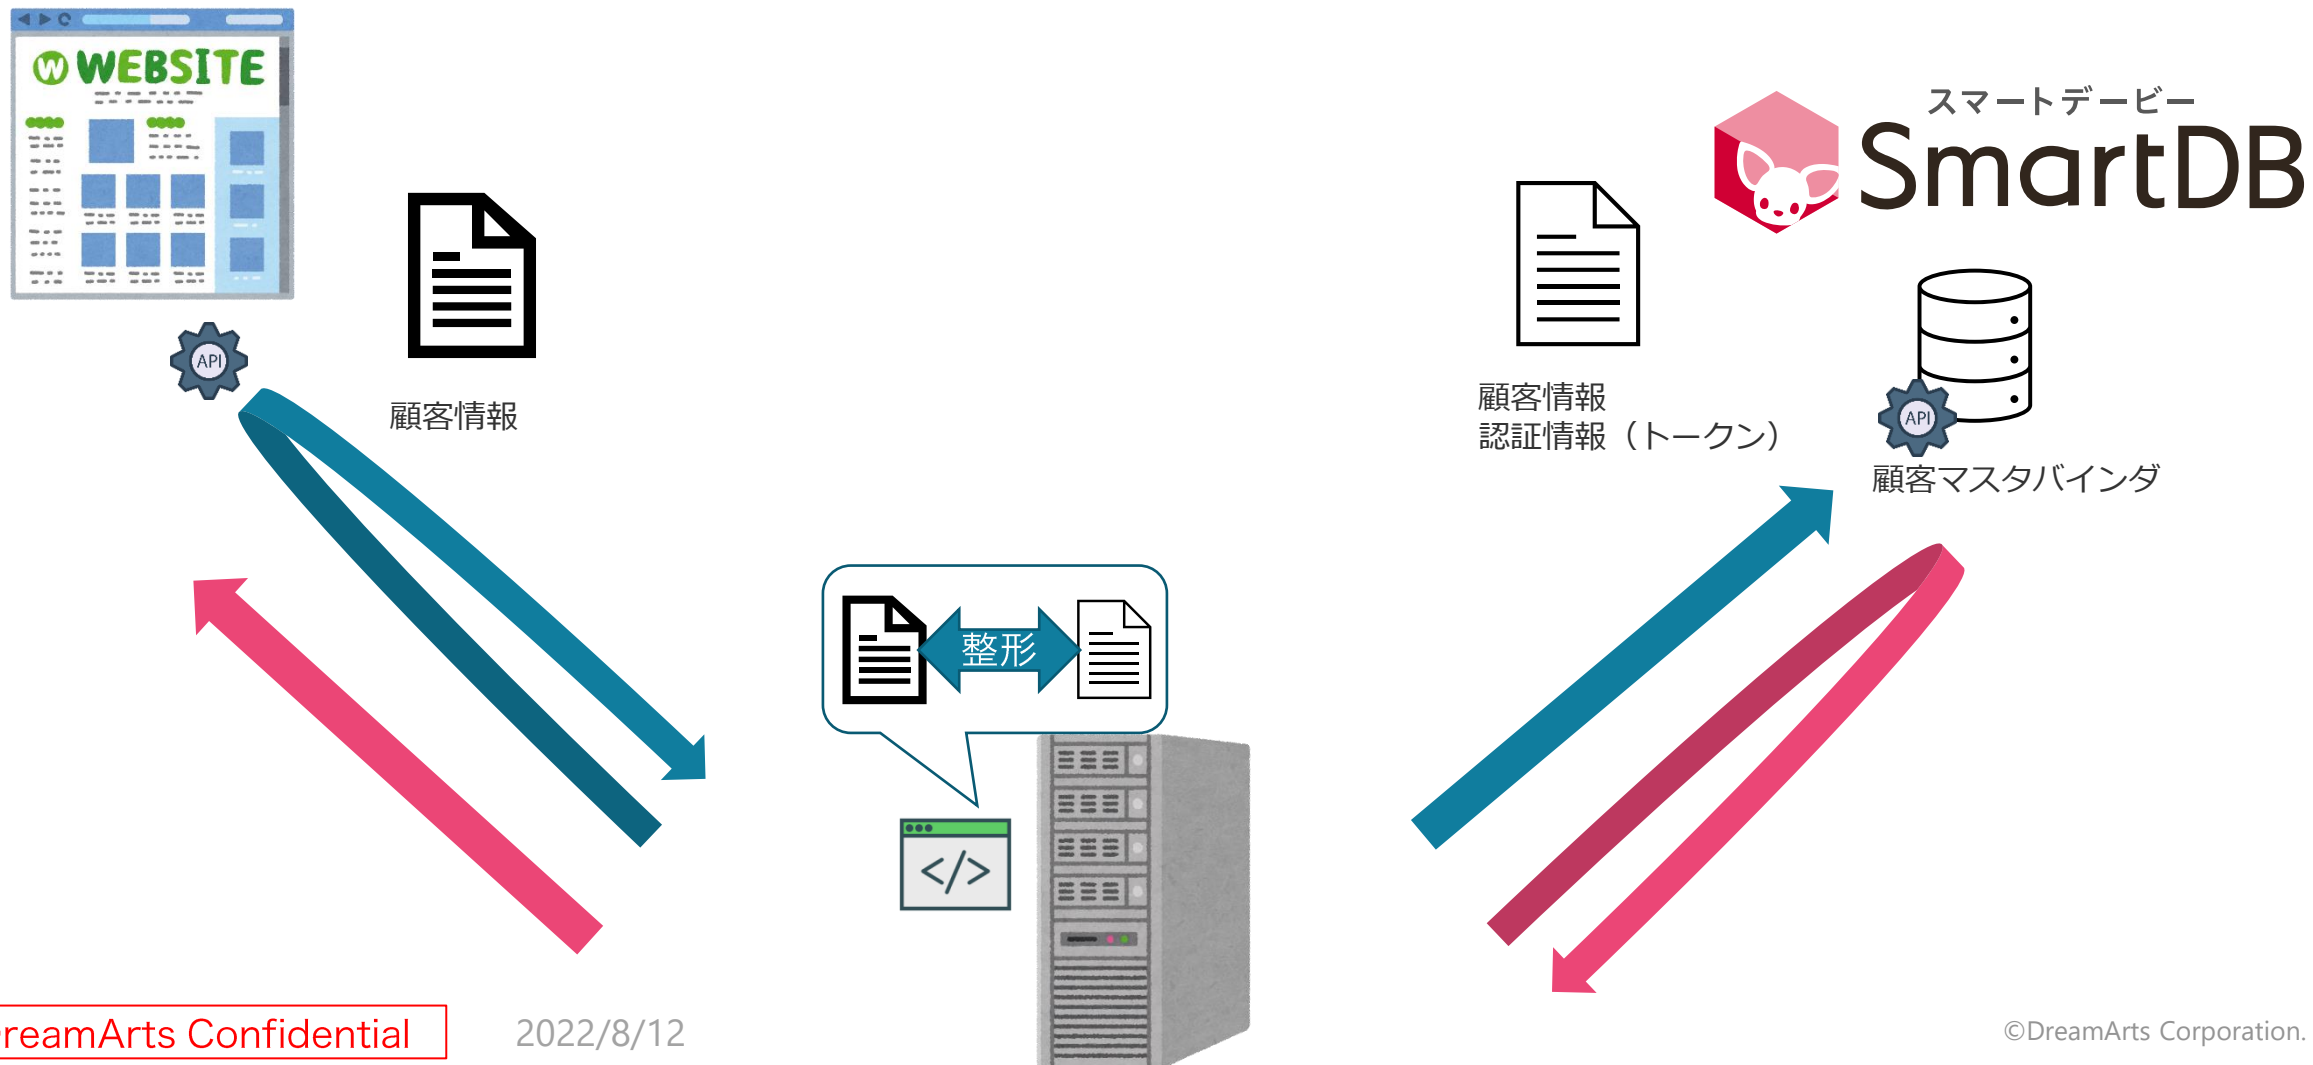 WEBSITE
API
顧客情報
スマートデービー
SmartDB
顧客情報
認証情報（トークン）
API
顧客マスタバインダ
整形
</>
reamArts Confidential
2022/8/12
©DreamArts Corporation.